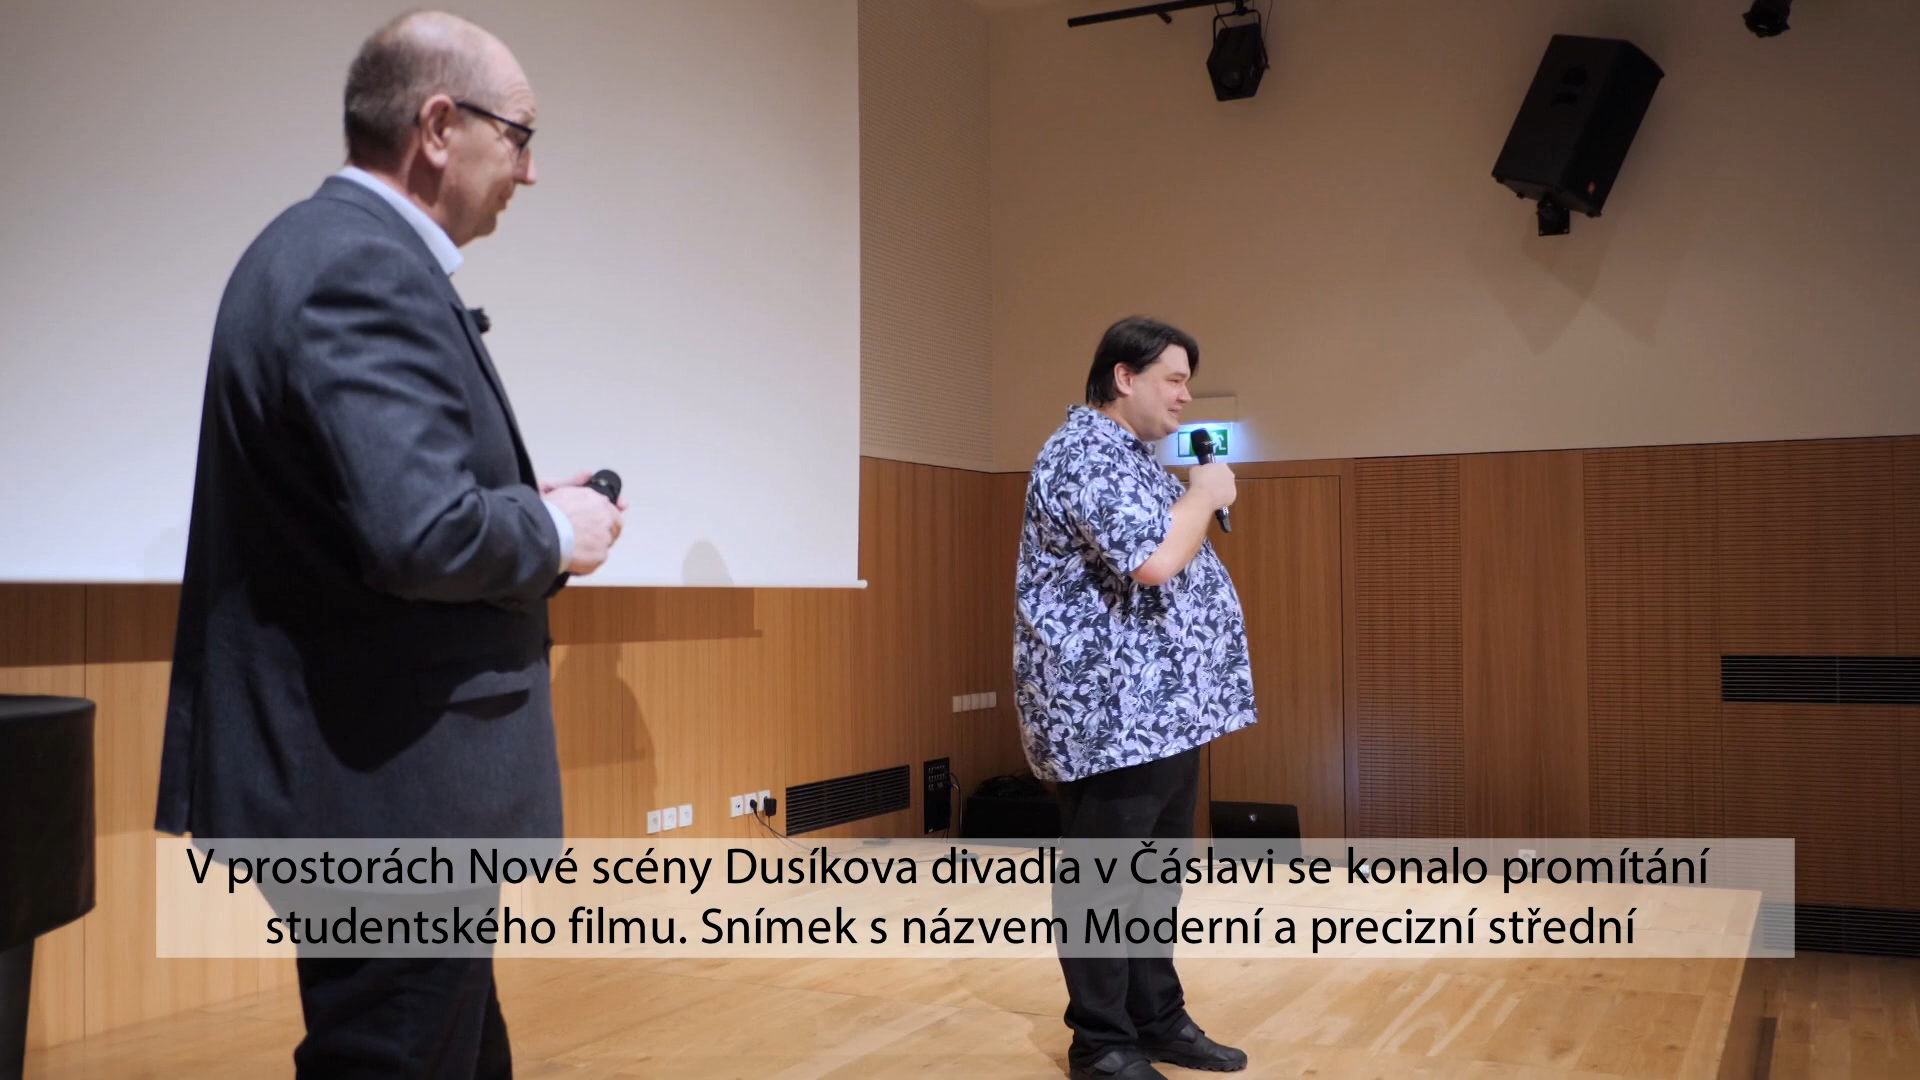 V prostorách Nové scény Dusíkova divadla v Čáslavi se konalo promítání
studentského filmu. Snímek s názvem Moderní a precizní střední